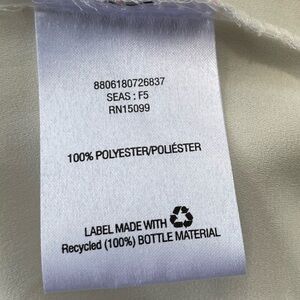 8806180726837
SEAS : F5
RN15099
100% POLYESTER/POLIÉSTER
LABEL MADE WITH
Recycled (100%) BOTTLE MATERIAL